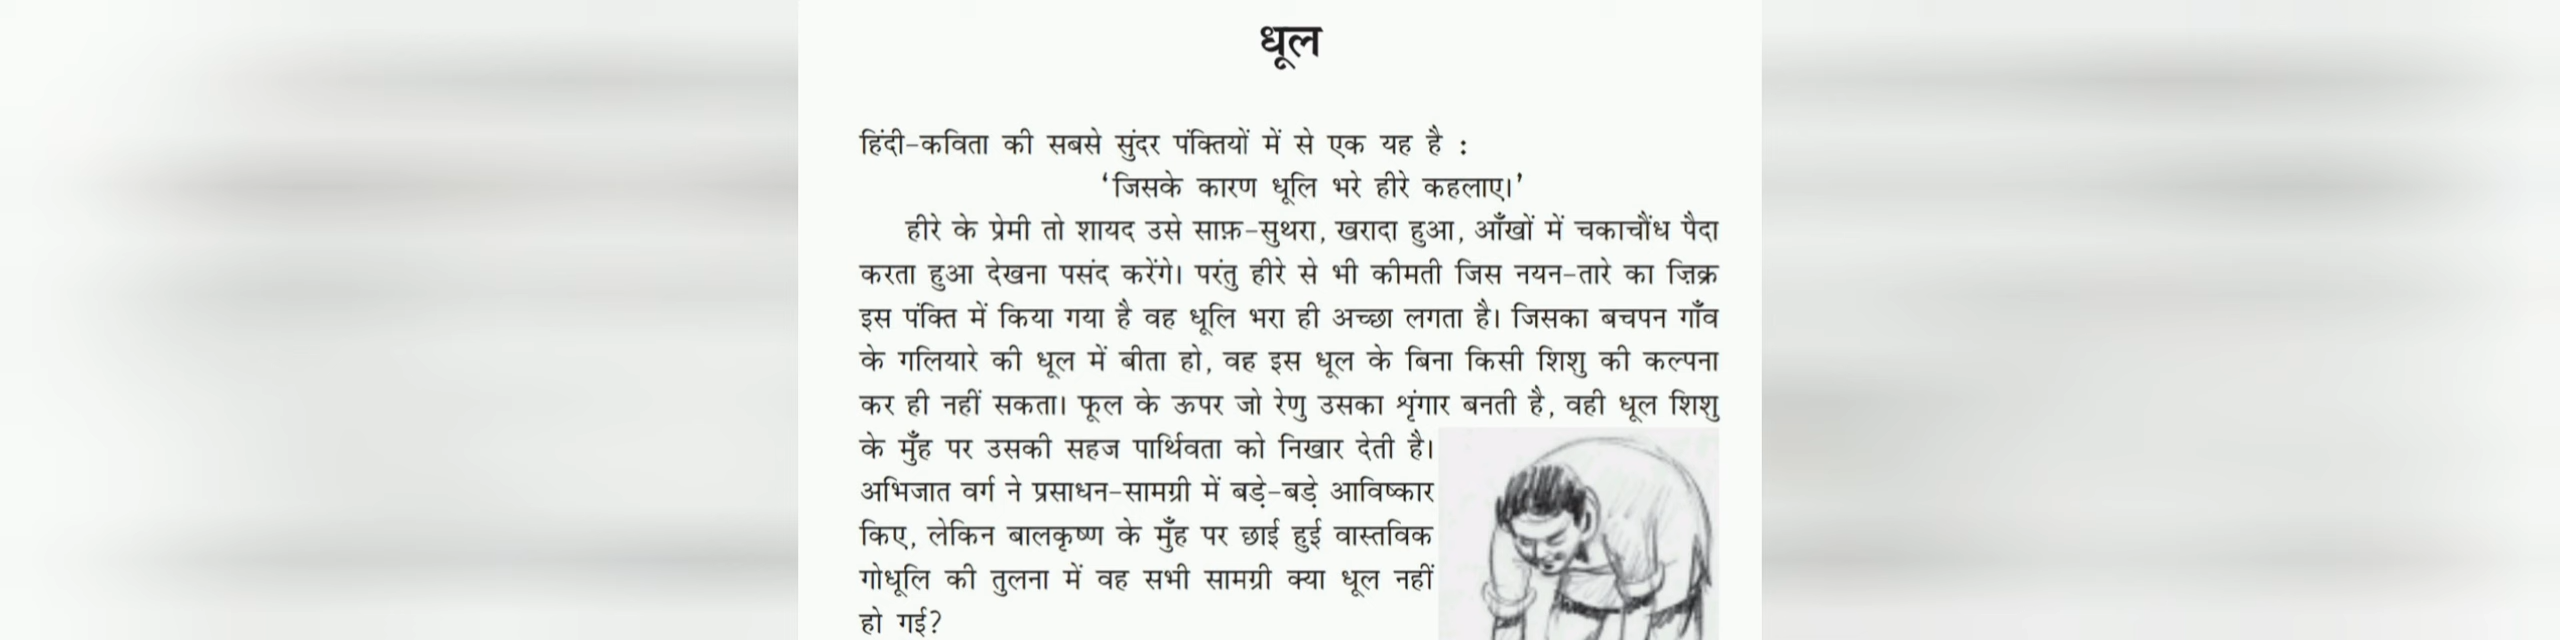 धूल
हिंदी-कविता की सबसे सुंदर पंक्तियों में से एक यह है :
‘जिसके कारण धूलि भरे हीरे कहलाए।’
हीरे के प्रेमी तो शायद उसे साफ़-सुथरा, खरादा हुआ, आँखों में चकाचौंध पैदा
करता हुआ देखना पसंद करेंगे। परंतु हीरे से भी कीमती जिस नयन-तारे का ज़िक्र
इस पंक्ति में किया गया है वह धूलि भरा ही अच्छा लगता है। जिसका बचपन गाँव
के गलियारे की धूल में बीता हो, वह इस धूल के बिना किसी शिशु की कल्पना
कर ही नहीं सकता। फूल के ऊपर जो रेणु उसका शृंगार बनती है, वही धूल शिशु
के मुँह पर उसकी सहज पार्थिवता को निखार देती है।
अभिजात वर्ग ने प्रसाधन-सामग्री में बड़े-बड़े आविष्कार
किए, लेकिन बालकृष्ण के मुँह पर छाई हुई वास्तविक
गोधूलि की तुलना में वह सभी सामग्री क्या धूल नहीं
हो गई?